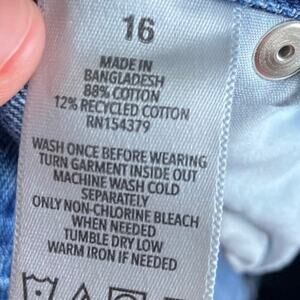 16
MADE IN
BANGLADESH
88% COTTON
12% RECYCLED COTTON
RN154379
WASH ONCE BEFORE WEARING
TURN GARMENT INSIDE OUT
MACHINE WASH COLD
SEPARATELY
ONLY NON-CHLORINE BLEACH
WHEN NEEDED
TUMBLE DRY LOW
WARM IRON IF NEEDED